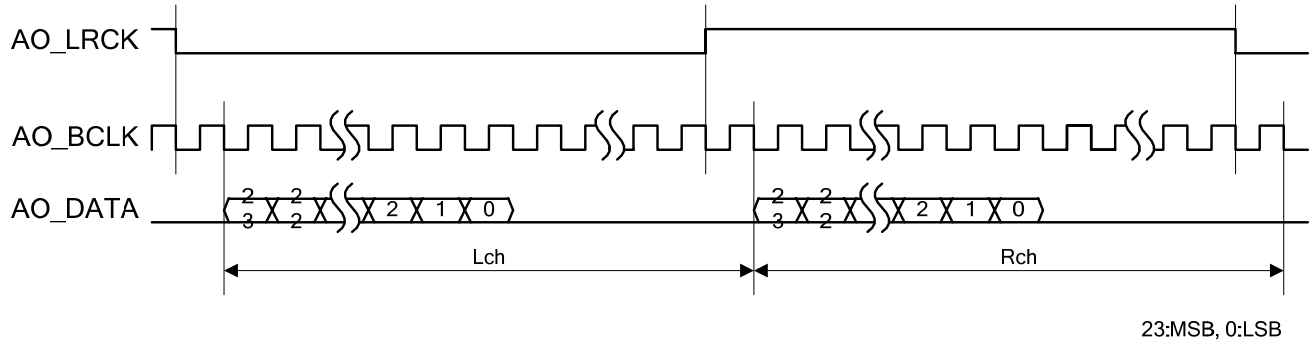 AO_LRCK
AO_BCLK
AO_DATA
23 22 2 1 0 23 22 2 1 0
Lch Rch
23:MSB, 0:LSB